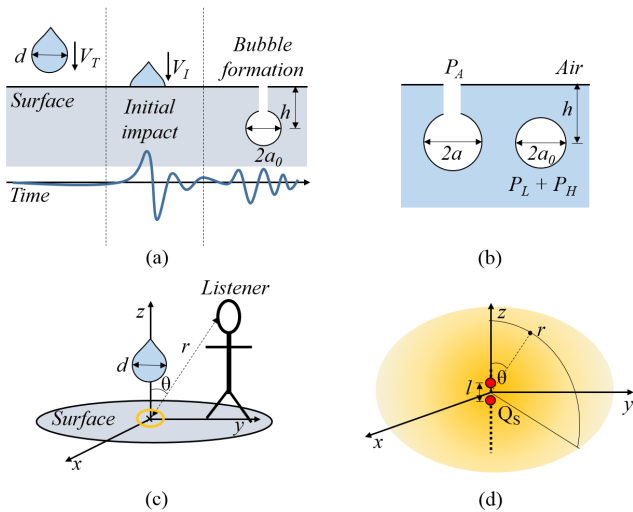 d
V_T
V_I
Bubble
formation
Surface
Initial
impact
h
2a_0
Time
(a)
P_A
Air
h
2a
2a_0
P_L + P_H
(b)
Listener
z
r
d
θ
Surface
y
x
(c)
z
r
θ
l
Q_S
y
x
(d)